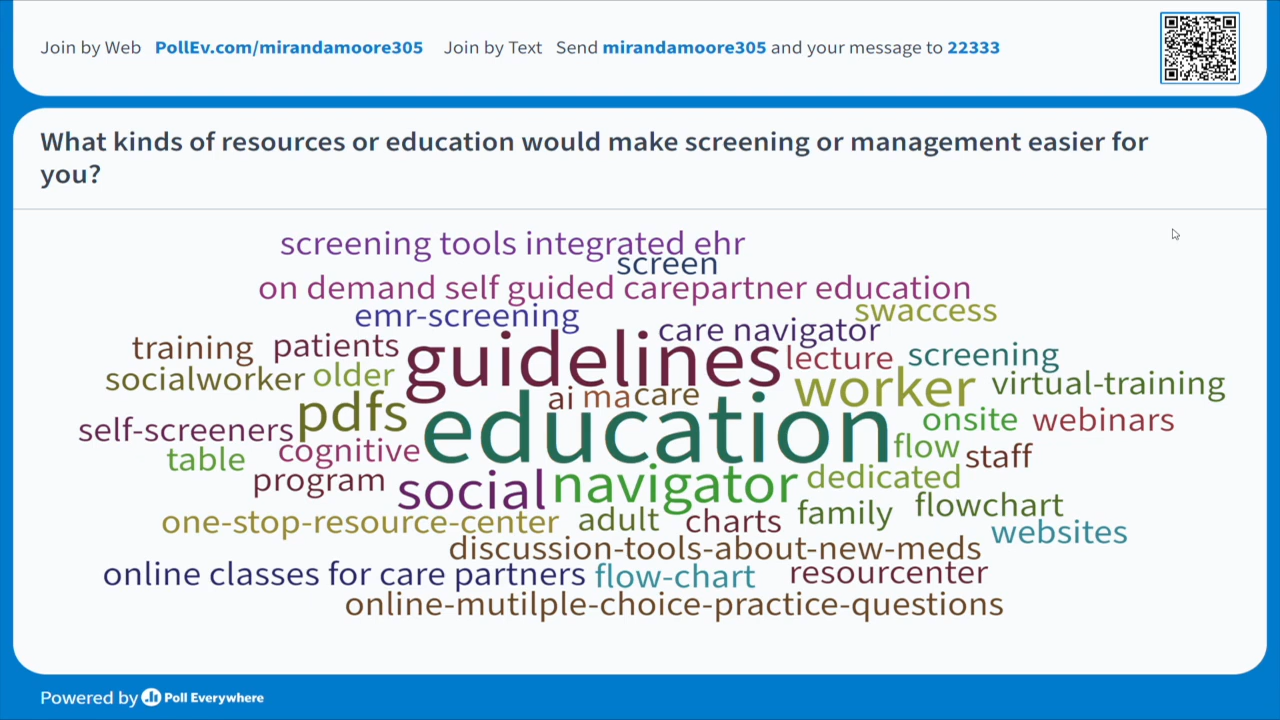 Join by Web PollEv.com/mirandamoore305 Join by Text Send mirandamoore305 and your message to 22333
What kinds of resources or education would make screening or management easier for
you?
screening tools integrated ehr
screen
on demand self guided carepartner education
emr-screening
swaccess
care navigator
training
patients
guidelines
lecture
screening
socialworker
older
ai
ma
care
worker
virtual-training
self-screeners
pdfs
education
onsite
webinars
table
cognitive
flow
staff
program
social
navigator
dedicated
one-stop-resource-center
adult
charts
family
flowchart
websites
discussion-tools-about-new-meds
online classes for care partners
flow-chart
resourcenter
online-mutilple-choice-practice-questions
Powered by Poll Everywhere